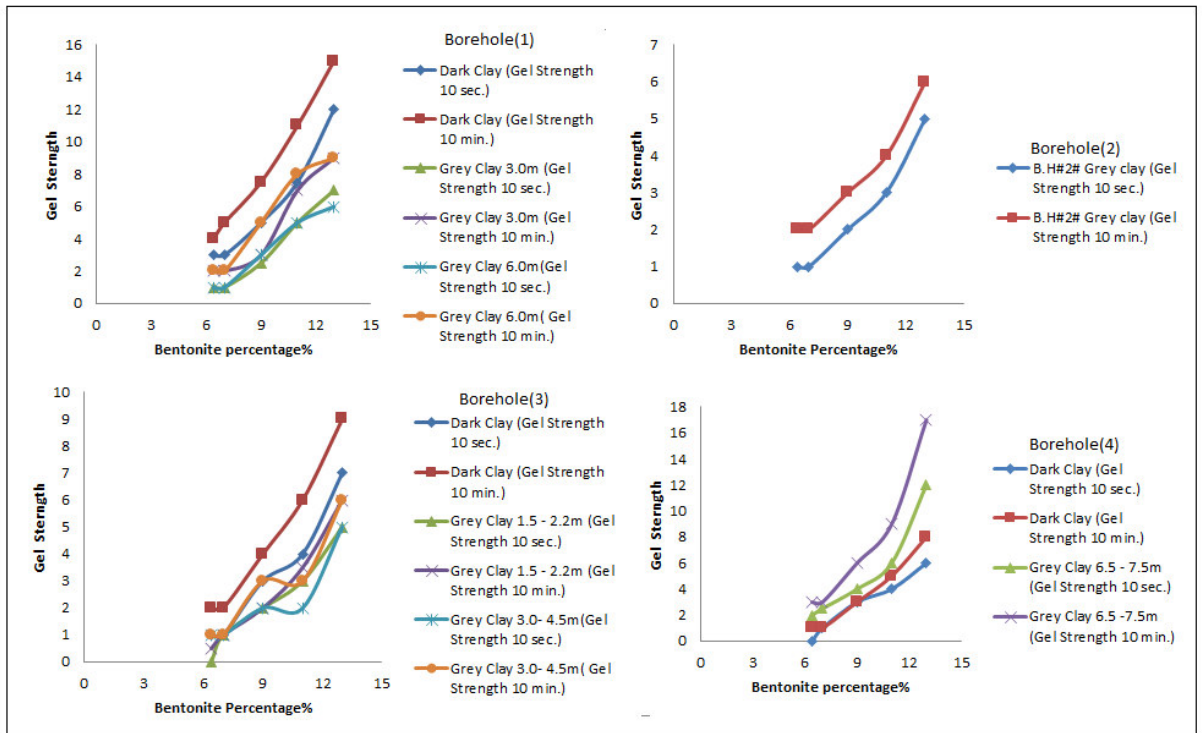 Borehole(1)
16
14
12
10
8
6
4
2
0
Gel Sterngth
0 3 6 9 12 15
Bentonite percentage%
Dark Clay (Gel Strength
10 sec.)
Dark Clay (Gel Strength
10 min.)
Grey Clay 3.0m (Gel
Strength 10 sec.)
Grey Clay 3.0m (Gel
Strength 10 min.)
Grey Clay 6.0m(Gel
Strength 10 sec.)
Grey Clay 6.0m( Gel
Strength 10 min.)
7
6
5
4
3
2
1
0
Gel Sterngth
0 3 6 9 12 15
Bentonite Percentage%
Borehole(2)
B.H#2# Grey clay (Gel
Strength 10 sec.)
B.H#2# Grey clay (Gel
Strength 10 min.)
10
9
8
7
6
5
4
3
2
1
0
Gel Sterngth
0 3 6 9 12 15
Bentonite Percentage%
Borehole(3)
Dark Clay (Gel Strength
10 sec.)
Dark Clay (Gel Strength
10 min.)
Grey Clay 1.5 - 2.2m (Gel
Strength 10 sec.)
Grey Clay 1.5 - 2.2m (Gel
Strength 10 min.)
Grey Clay 3.0- 4.5m(Gel
Strength 10 sec.)
Grey Clay 3.0- 4.5m( Gel
Strength 10 min.)
18
16
14
12
10
8
6
4
2
0
Gel Sterngth
0 3 6 9 12 15
Bentonite percentage%
Borehole(4)
Dark Clay (Gel
Strength 10 sec.)
Dark Clay (Gel
Strength 10 min.)
Grey Clay 6.5 - 7.5m
(Gel Strength 10 sec.)
Grey Clay 6.5 -7.5m
(Gel Strength 10 min.)